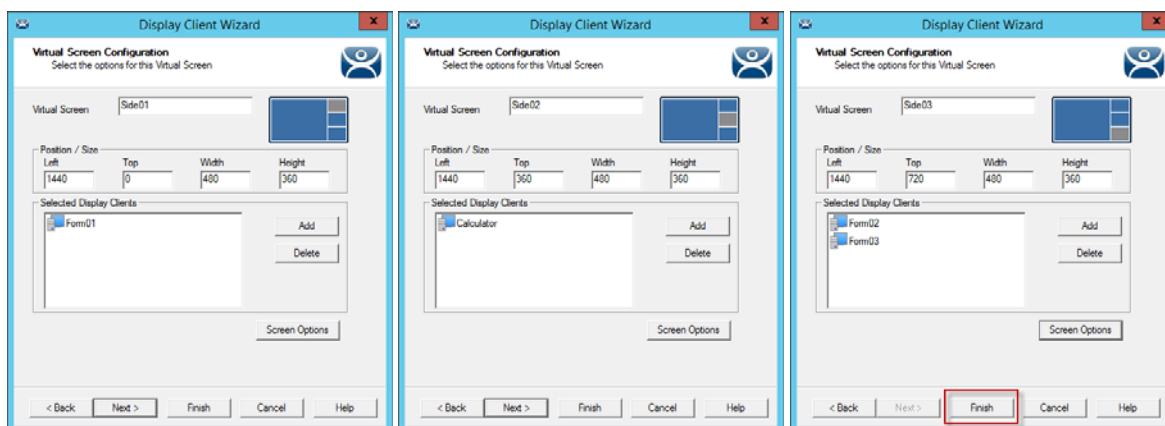 Display Client Wizard
x
Virtual Screen Configuration
Select the options for this Virtual Screen
Virtual Screen Side01
Position / Size
Left Top Width Height
1440 0 480 360
Selected Display Clients
Form01
Add
Delete
Screen Options
< Back Next > Finish Cancel Help
Display Client Wizard
x
Virtual Screen Configuration
Select the options for this Virtual Screen
Virtual Screen Side02
Position / Size
Left Top Width Height
1440 360 480 360
Selected Display Clients
Calculator
Add
Delete
Screen Options
< Back Next > Finish Cancel Help
Display Client Wizard
x
Virtual Screen Configuration
Select the options for this Virtual Screen
Virtual Screen Side03
Position / Size
Left Top Width Height
1440 720 480 360
Selected Display Clients
Form02
Form03
Add
Delete
Screen Options
< Back Next > Finish Cancel Help